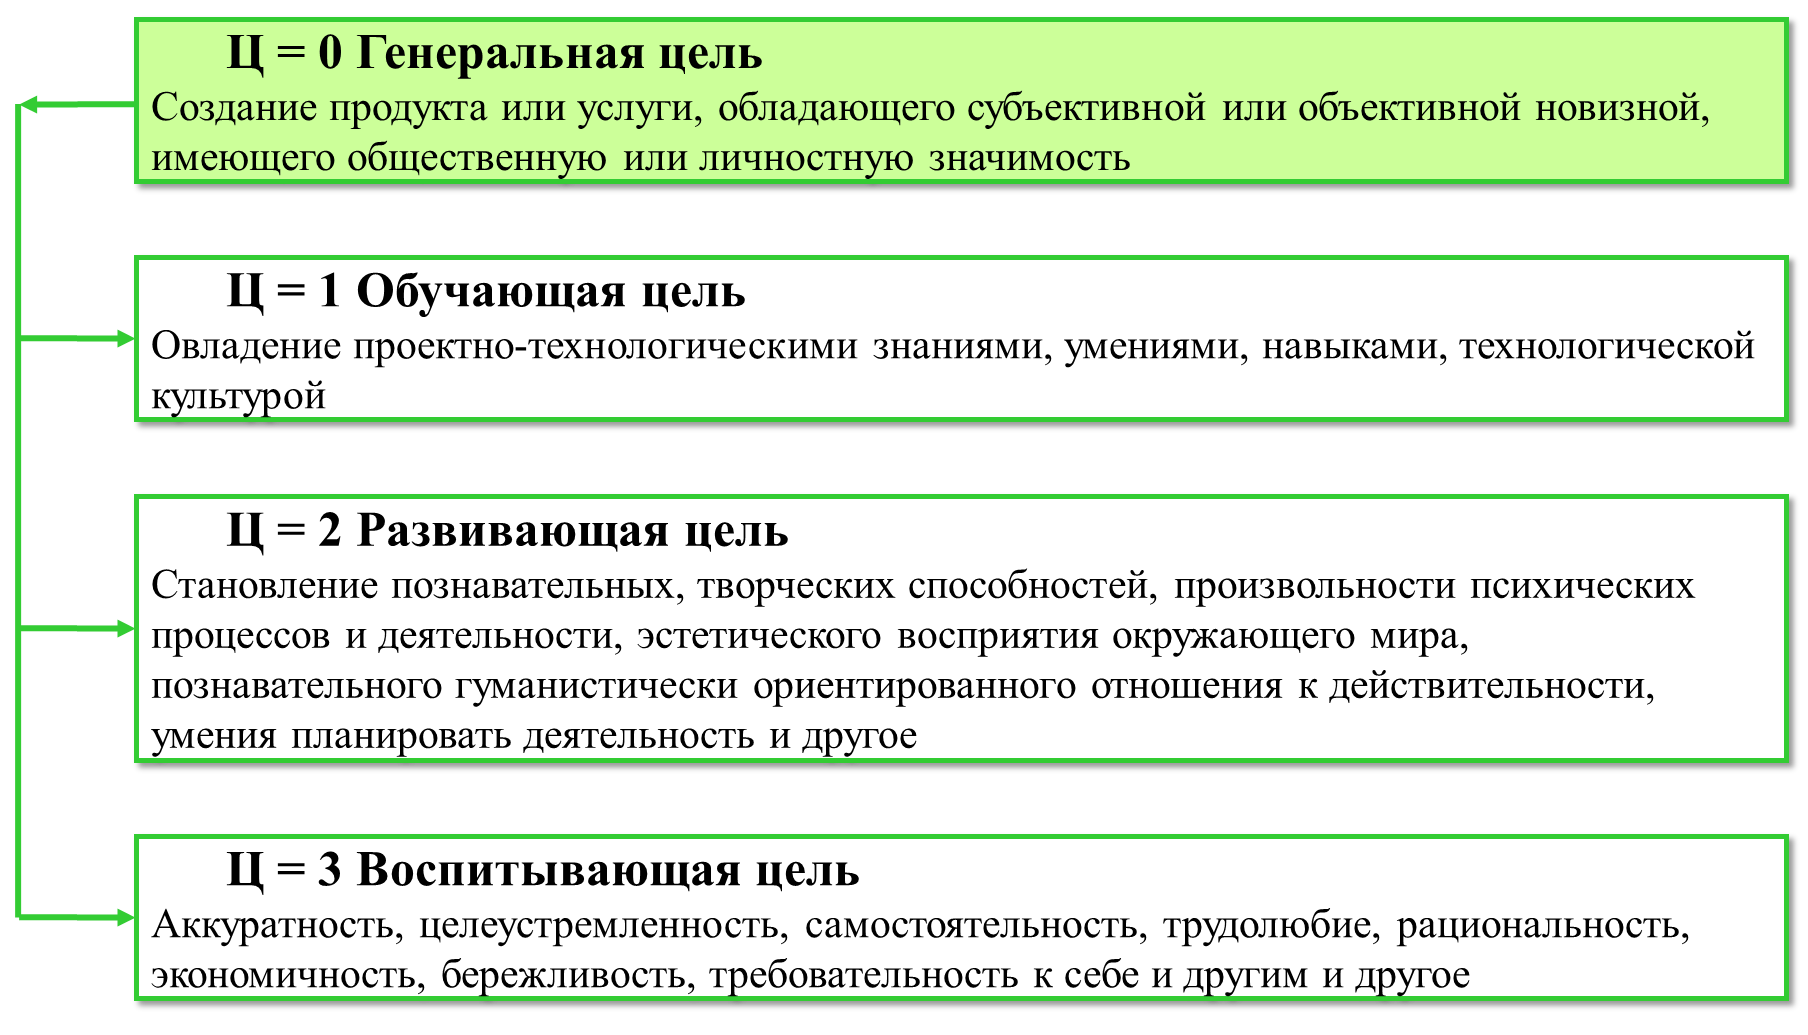 Ц = 0 Генеральная цель
Создание продукта или услуги, обладающего субъективной или объективной новизной,
имеющего общественную или личностную значимость
Ц = 1 Обучающая цель
Овладение проектно-технологическими знаниями, умениями, навыками, технологической
культурой
Ц = 2 Развивающая цель
Становление познавательных, творческих способностей, произвольности психических
процессов и деятельности, эстетического восприятия окружающего мира,
познавательного гуманистически ориентированного отношения к действительности,
умения планировать деятельность и другое
Ц = 3 Воспитывающая цель
Аккуратность, целеустремленность, самостоятельность, трудолюбие, рациональность,
экономичность, бережливость, требовательность к себе и другим и другое